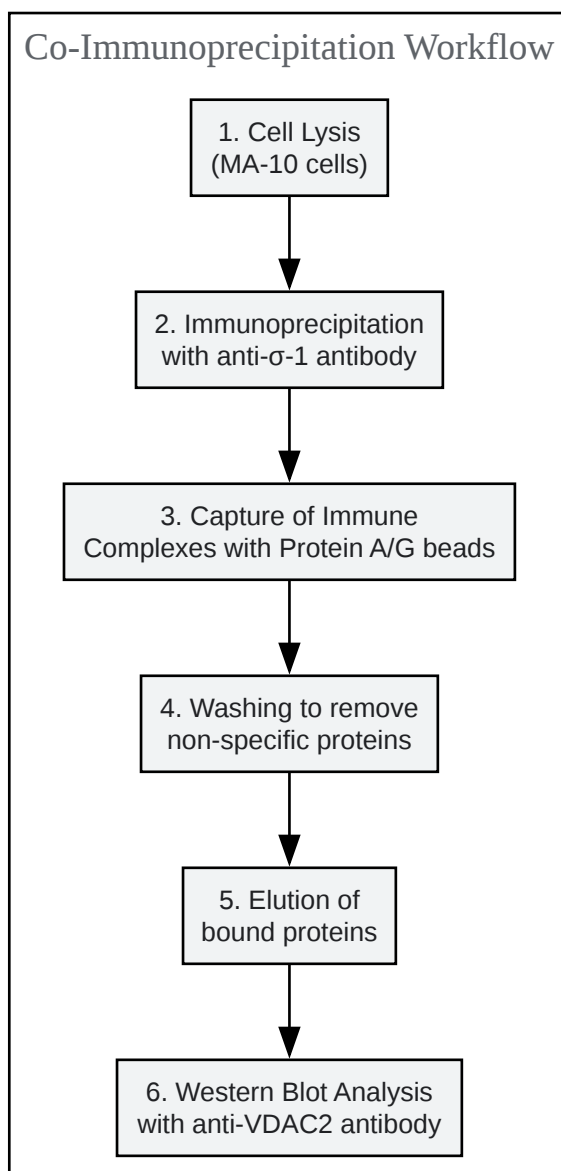 Co-Immunoprecipitation Workflow
1. Cell Lysis
(MA-10 cells)
2. Immunoprecipitation
with anti-σ-1 antibody
3. Capture of Immune
Complexes with Protein A/G beads
4. Washing to remove
non-specific proteins
5. Elution of
bound proteins
6. Western Blot Analysis
with anti-VDAC2 antibody